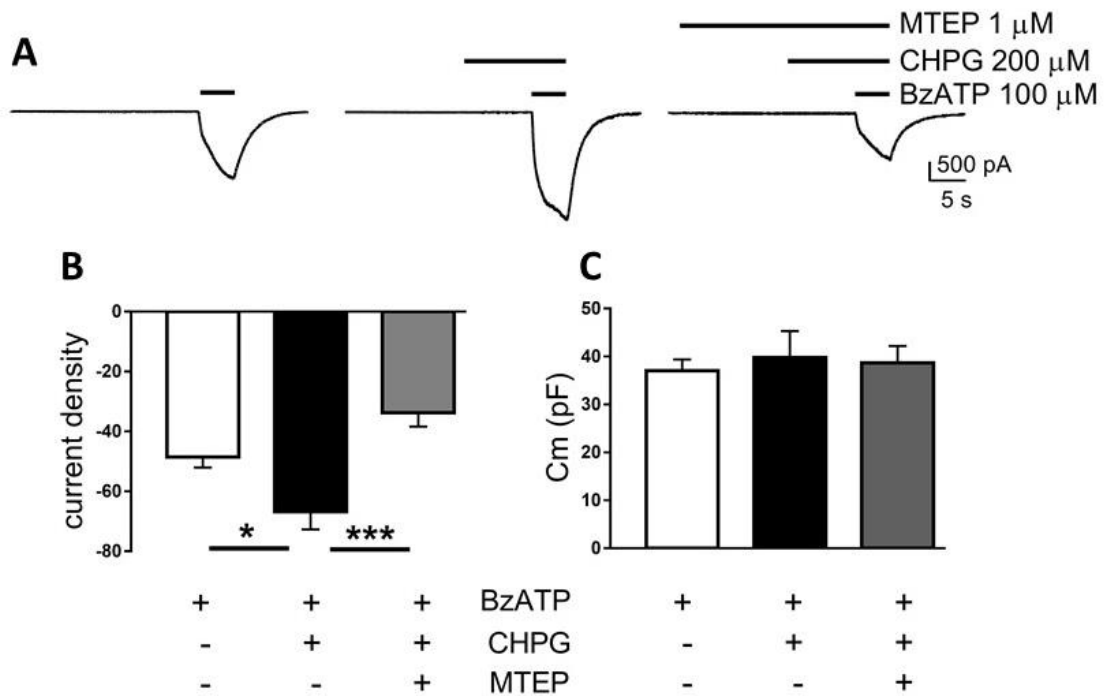 A
MTEP 1 μM
CHPG 200 μM
BzATP 100 μM
500 pA
5 s
B
current density
0
-20
-40
-60
-80
* ***
C
Cm (pF)
50
40
30
20
10
0
+ + + BzATP + + +
- + + CHPG - + +
- - + MTEP - - +